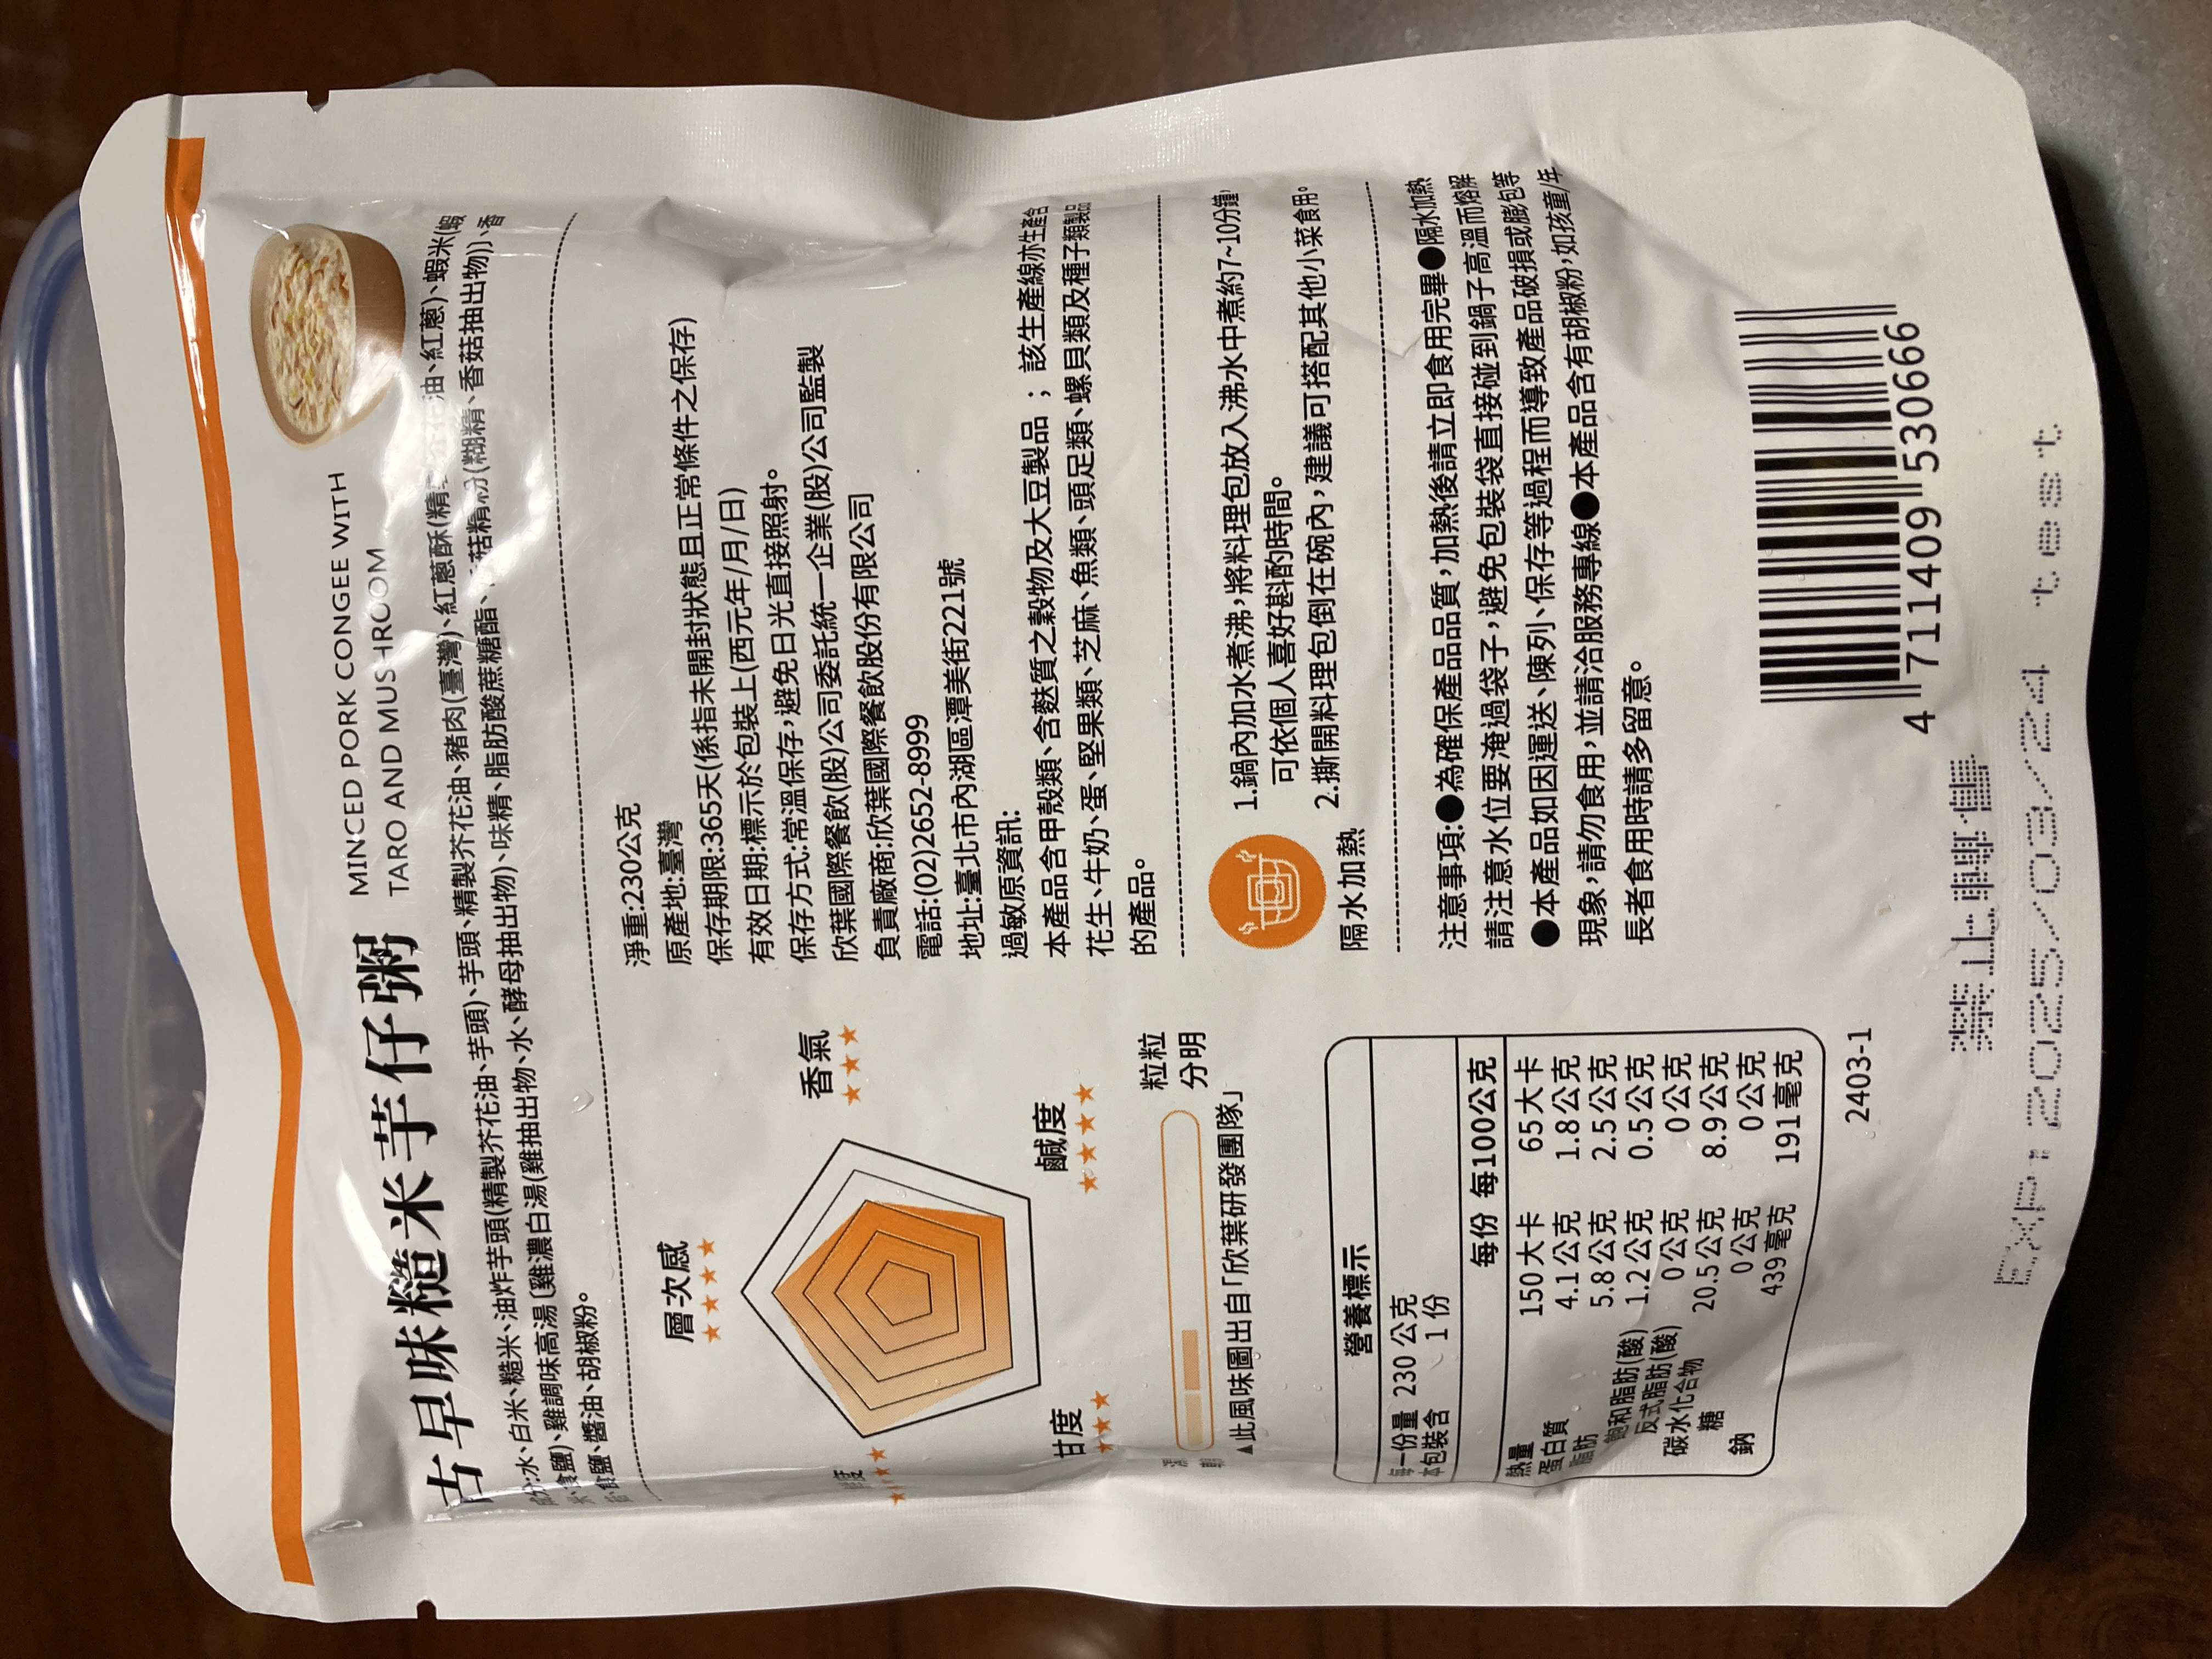 古早味糙米芋仔粥
MINCED PORK CONGEE WITH
TARO AND MUSHROOM
成分:水、白米、糙米、油炸芋頭(精製芥花油、芋頭)、芋頭、精製芥花油、豬肉(臺灣)、紅蔥酥(精 芥花油、紅蔥)、蝦米(蝦
米、食鹽)、雞調味高湯〔雞濃白湯(雞抽出物、水、酵母抽出物)、味精、脂肪酸蔗糖酯、 菇精粉(糊精、香菇抽出物)〕、香
菇、食鹽、醬油、胡椒粉。
層次感
★★★★★
香氣
★★★★
鹹度
★★★★★
甘度
★★★
度
★★★★
粒粒
分明
▲此風味圖出自「欣葉研發團隊」
淨重:230公克
原產地:臺灣
保存期限:365天(係指未開封狀態且正常條件之保存)
有效日期:標示於包裝上(西元年/月/日)
保存方式:常溫保存,避免日光直接照射。
欣葉國際餐飲(股)公司委託統一企業(股)公司監製
負責廠商:欣葉國際餐飲股份有限公司
電話:(02)2652-8999
地址:臺北市內湖區潭美街221號
過敏原資訊:
本產品含甲殼類、含麩質之穀物及大豆製品；該生產線亦生產含
花生、牛奶、蛋、堅果類、芝麻、魚類、頭足類、螺貝類及種子類製品
的產品。
隔水加熱
1.鍋內加水煮沸,將料理包放入沸水中煮約7~10分鐘,
可依個人喜好斟酌時間。
2.撕開料理包倒在碗內,建議可搭配其他小菜食用。
注意事項:●為確保產品品質,加熱後請立即食用完畢●隔水加熱
請注意水位要淹過袋子,避免包裝袋直接碰到鍋子高溫而熔解
●本產品如因運送、陳列、保存等過程而導致產品破損或膨包等
現象,請勿食用,並請洽服務專線●本產品含有胡椒粉,如孩童/年
長者食用時請多留意。
營養標示
每一份量 230 公克
本包裝含 1 份
每份 每100公克
熱量 150大卡 65大卡
蛋白質 4.1公克 1.8公克
脂肪 5.8公克 2.5公克
飽和脂肪(酸) 1.2公克 0.5公克
反式脂肪(酸) 0公克 0公克
碳水化合物 20.5公克 8.9公克
糖 0公克 0公克
鈉 439毫克 191毫克
2403-1
4 711409 530666
禁止轉售
EXP: 2025/03/24 test